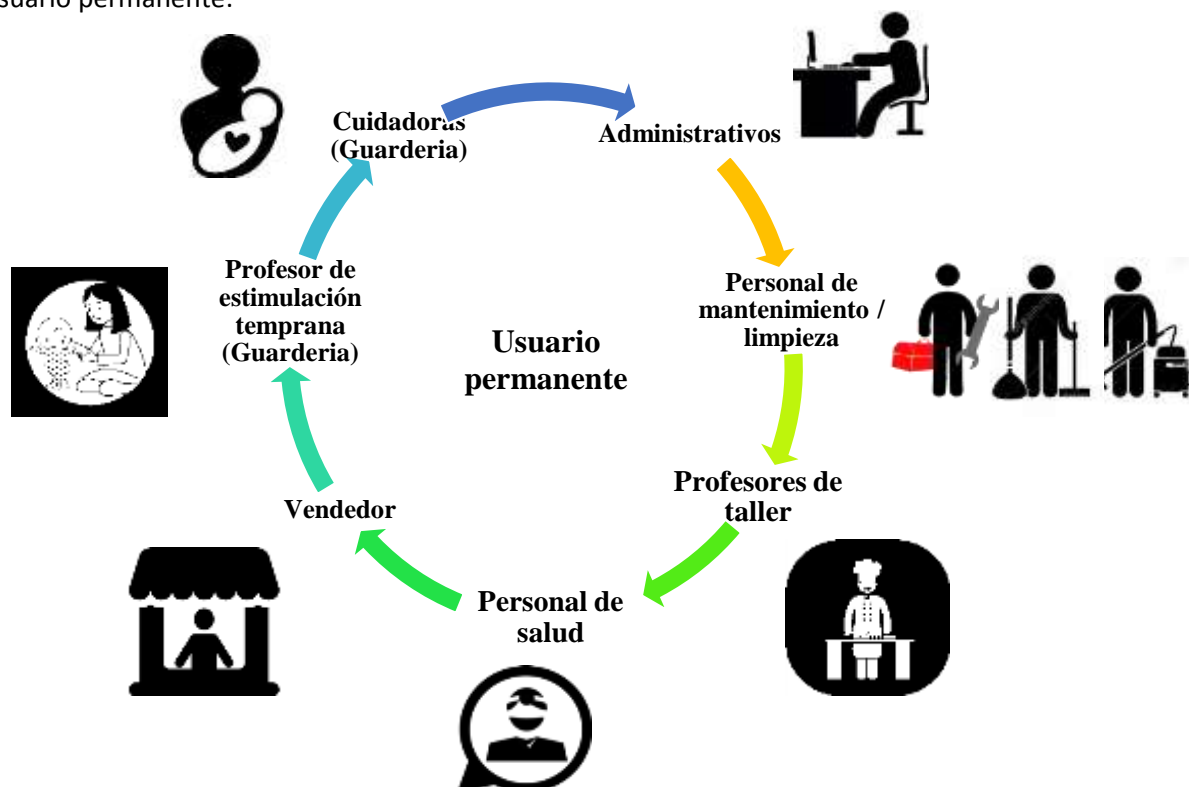 suario permanente:
Cuidadoras
(Guarderia)
Administrativos
Personal de
mantenimiento /
limpieza
Profesores de
taller
Personal de
salud
Vendedor
Profesor de
estimulación
temprana
(Guarderia)
Usuario
permanente